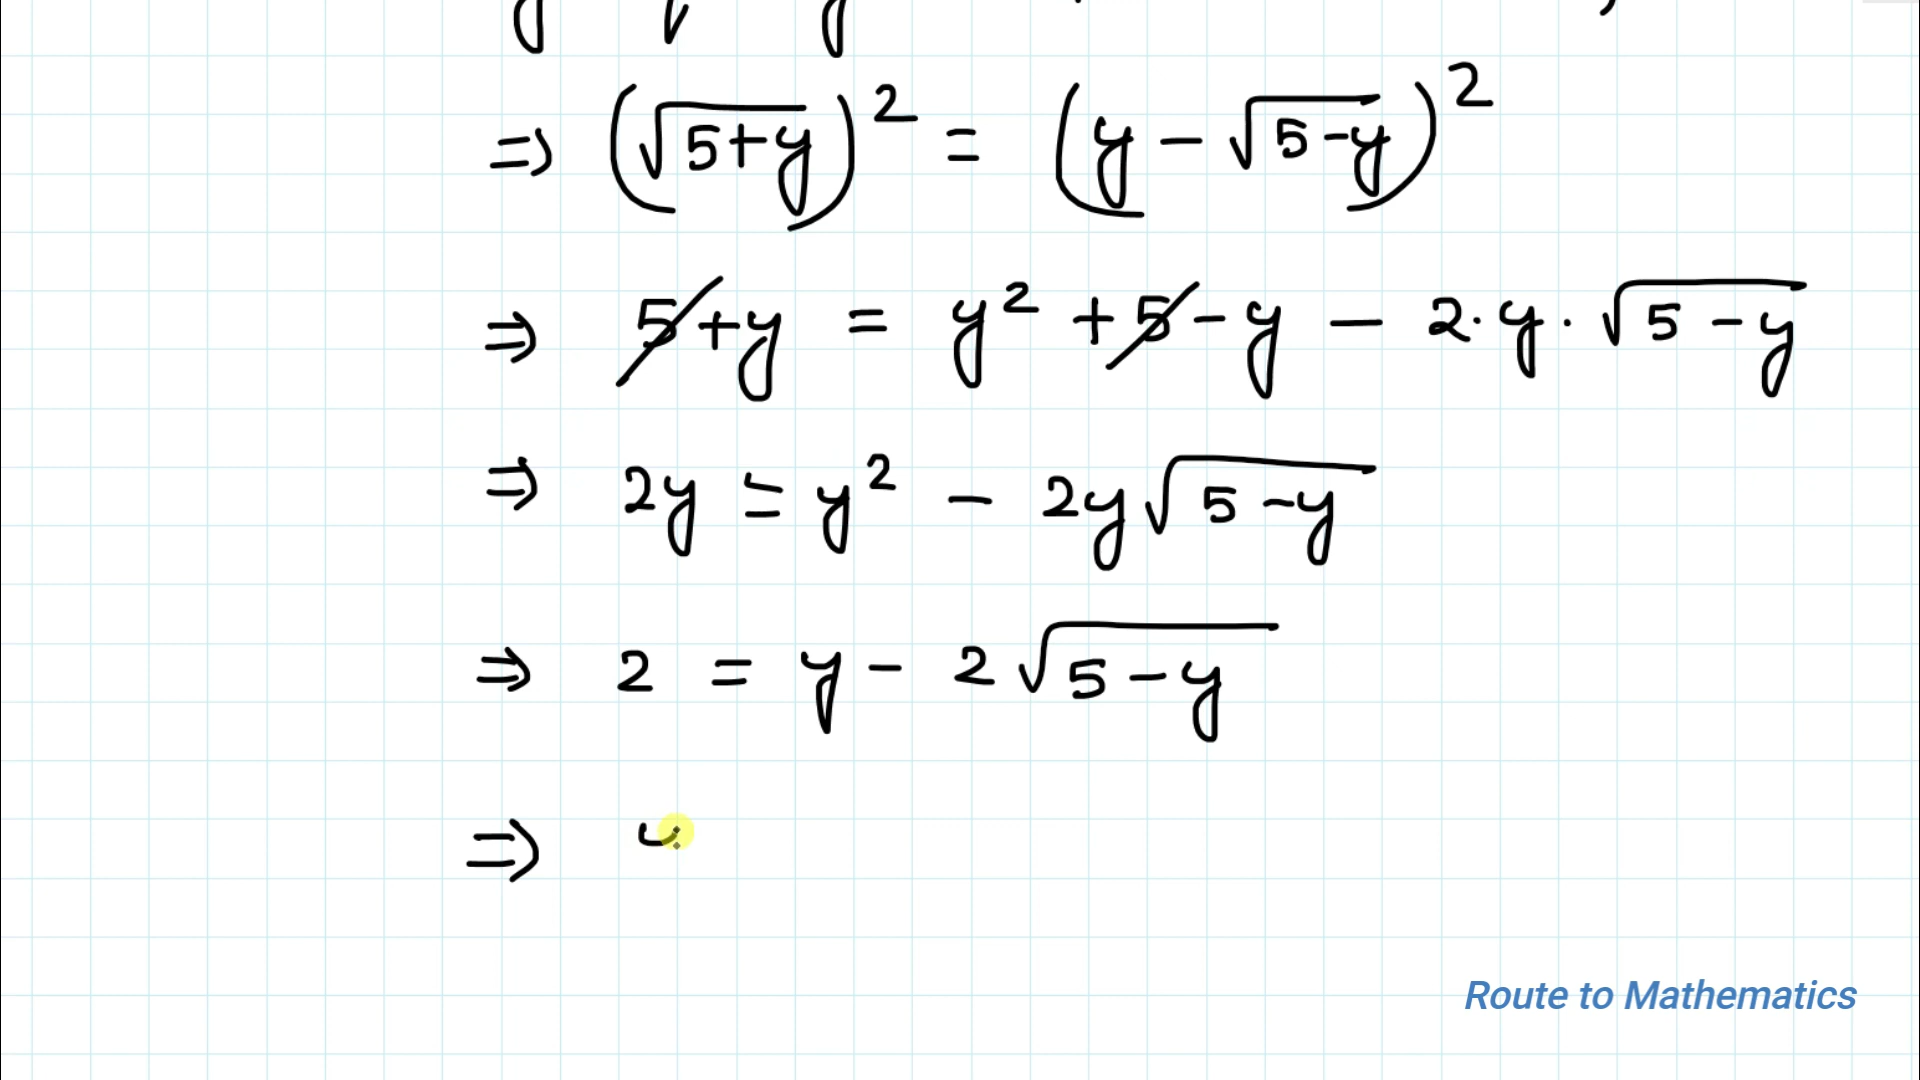 ⇒ (√(5+y))² = (y − √(5−y))²
⇒ 5+y = y² + 5 − y − 2·y·√(5−y)
⇒ 2y = y² − 2y√(5−y)
⇒ 2 = y − 2√(5−y)
⇒
Route to Mathematics